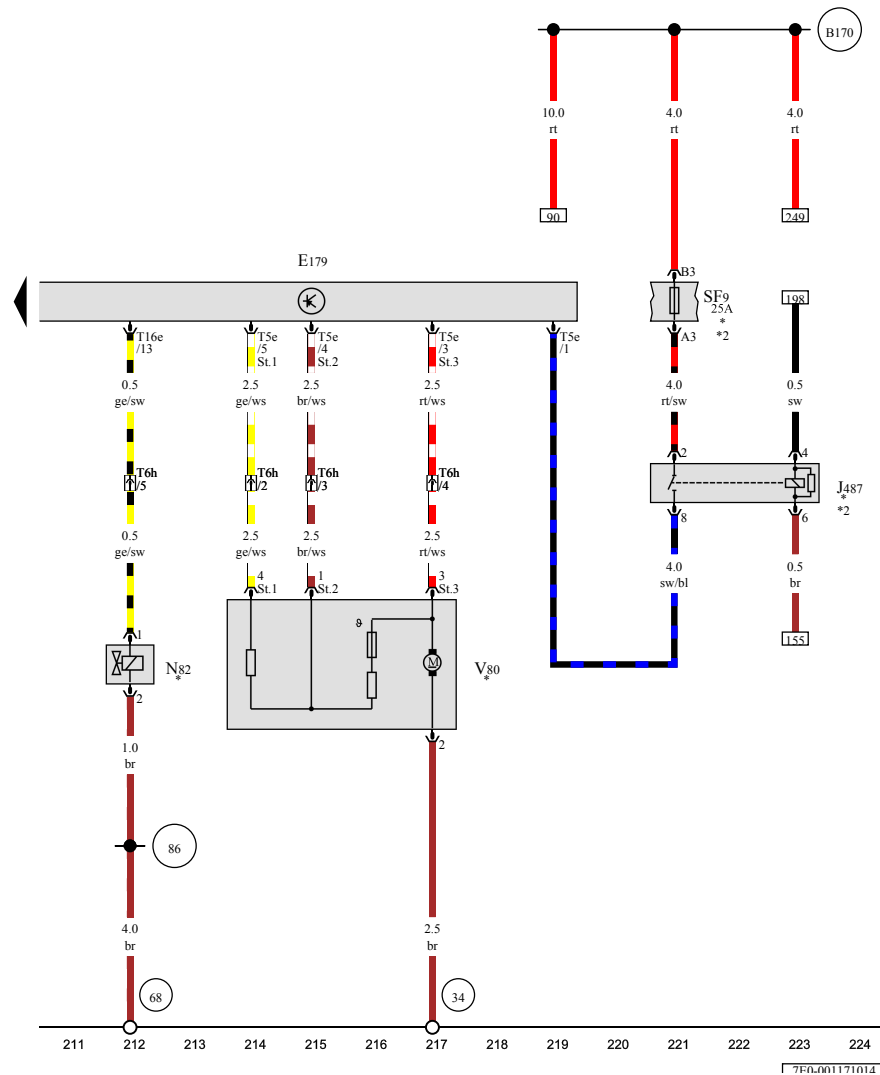 B170
10.0
rt
4.0
rt
4.0
rt
90
249
E179
B3
SF9
25A
*
*2
198
T16e
/13
T5e
/5
St.1
T5e
/4
St.2
T5e
/3
St.3
T5e
/1
A3
0.5
ge/sw
2.5
ge/ws
2.5
br/ws
2.5
rt/ws
4.0
rt/sw
0.5
sw
2
4
T6h
/5
T6h
/2
T6h
/3
T6h
/4
J487
*
*2
8
6
0.5
ge/sw
2.5
ge/ws
2.5
br/ws
2.5
rt/ws
4.0
sw/bl
0.5
br
4
St.1
1
St.2
3
St.3
1
ϑ
155
N82
*
M
V80
*
2
2
1.0
br
86
4.0
br
2.5
br
68
34
211 212 213 214 215 216 217 218 219 220 221 222 223 224
7E0-001171014